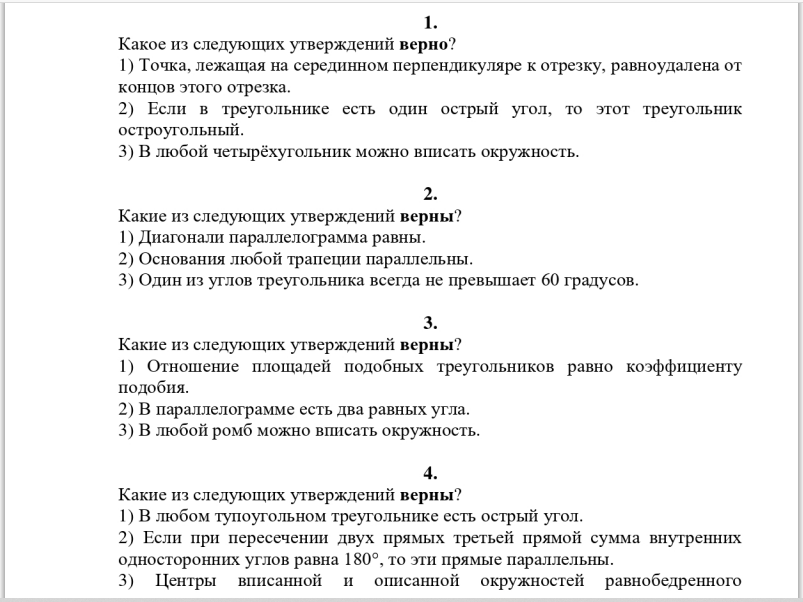 1.
Какое из следующих утверждений верно?
1) Точка, лежащая на серединном перпендикуляре к отрезку, равноудалена от
концов этого отрезка.
2) Если в треугольнике есть один острый угол, то этот треугольник
остроугольный.
3) В любой четырёхугольник можно вписать окружность.
2.
Какие из следующих утверждений верны?
1) Диагонали параллелограмма равны.
2) Основания любой трапеции параллельны.
3) Один из углов треугольника всегда не превышает 60 градусов.
3.
Какие из следующих утверждений верны?
1) Отношение площадей подобных треугольников равно коэффициенту
подобия.
2) В параллелограмме есть два равных угла.
3) В любой ромб можно вписать окружность.
4.
Какие из следующих утверждений верны?
1) В любом тупоугольном треугольнике есть острый угол.
2) Если при пересечении двух прямых третьей прямой сумма внутренних
односторонних углов равна 180°, то эти прямые параллельны.
3) Центры вписанной и описанной окружностей равнобедренного